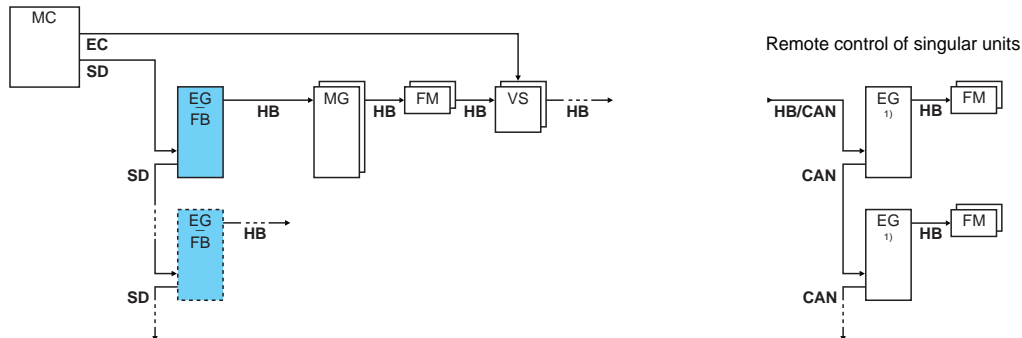 MC
EC
SD
Remote control of singular units
EG
FB
HB
MG
HB
FM
HB
VS
HB
SD
HB/CAN
EG
1)
HB
FM
CAN
EG
FB
HB
SD
EG
1)
HB
FM
CAN